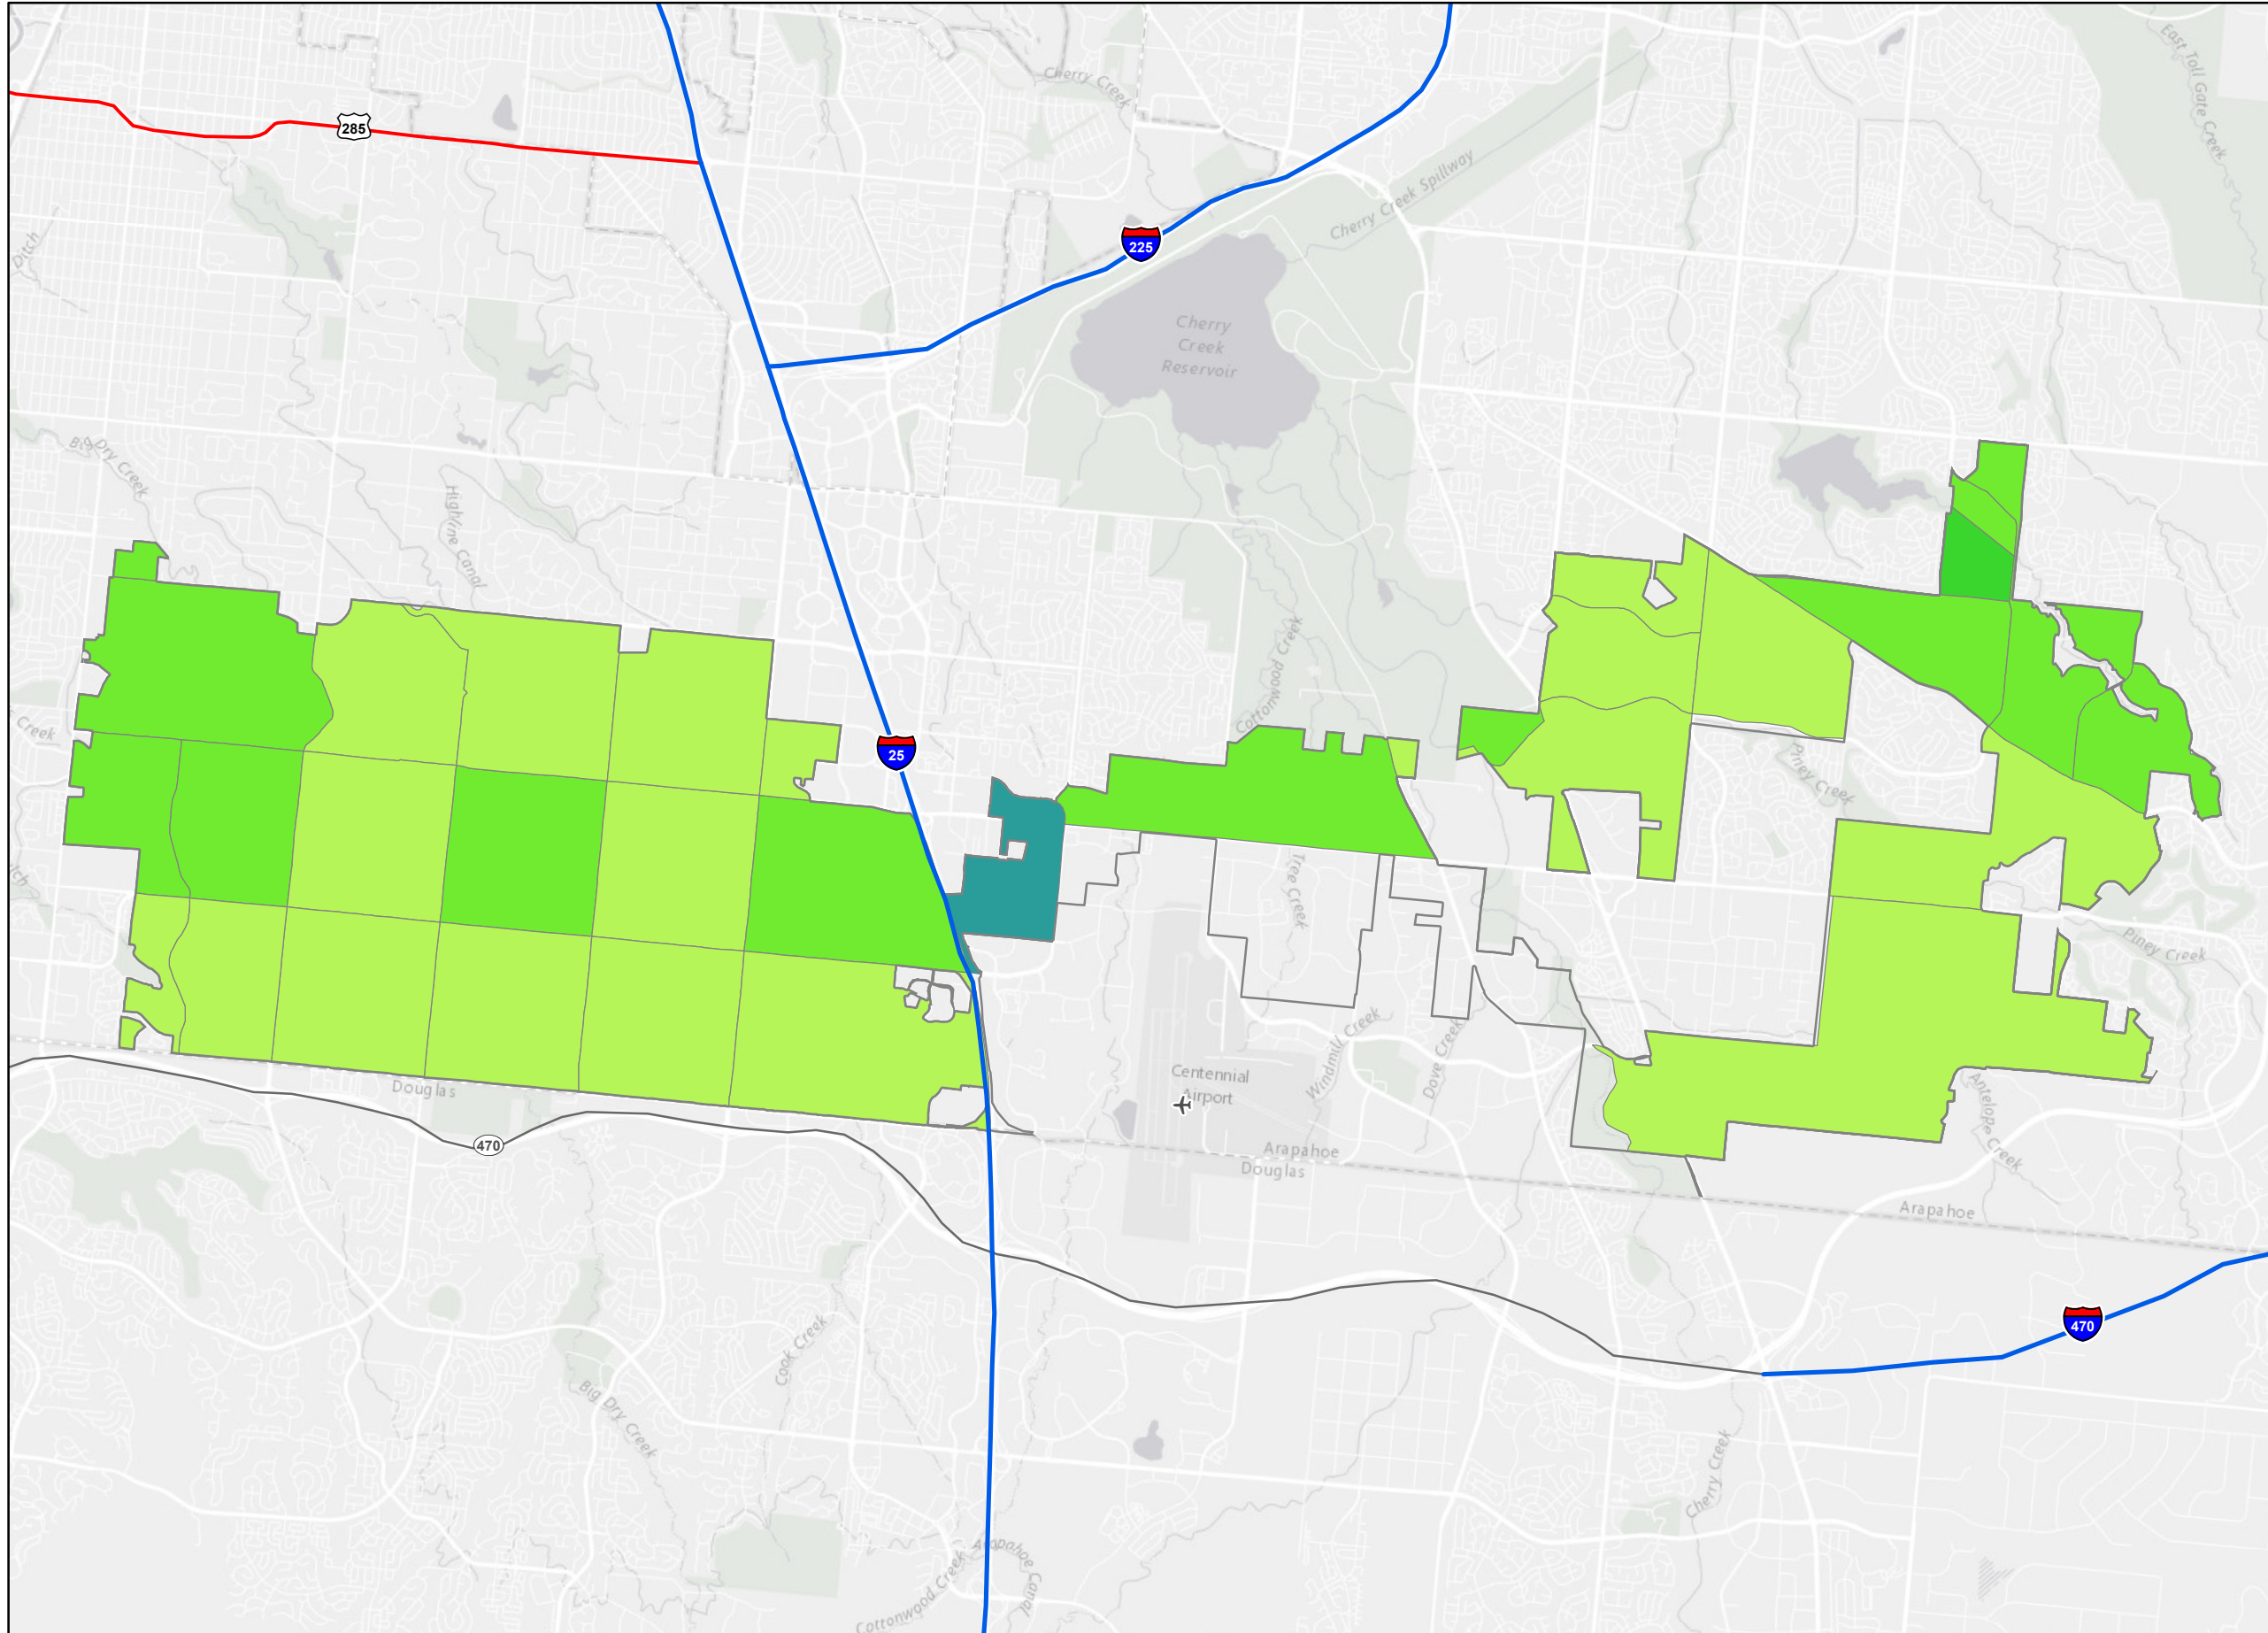 East Toll Gate Creek
Cherry Creek
285
Cherry Creek Spillway
225
Ditch
Cherry
Creek
Reservoir
Big Dry Creek
Highline Canal
Cottonwood Creek
Creek
25
Piney Creek
Tree Creek
Piney Creek
Windmill Creek
Dove Creek
Centennial
Airport
Antelope Creek
Douglas
470
Arapahoe
Douglas
Arapahoe
470
Cook Creek
Big Dry Creek
Cherry Creek
Arapahoe Canal
Cottonwood Creek